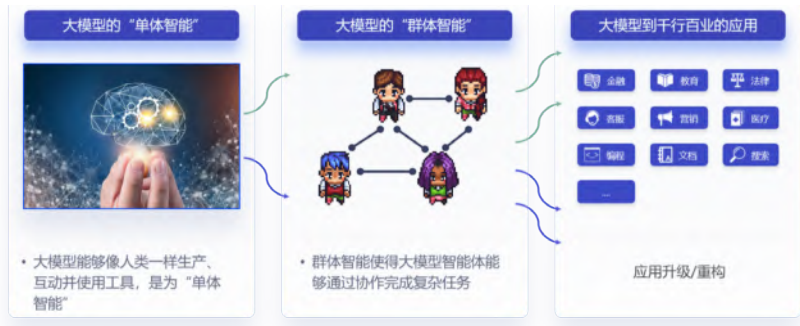 大模型的“单体智能”
大模型的“群体智能”
大模型到千行百业的应用
金融
教育
法律
客服
营销
医疗
编程
文档
搜索
...
• 大模型能够像人类一样生产、
互动并使用工具，是为“单体
智能”
• 群体智能使得大模型智能体能
够通过协作完成复杂任务
应用升级/重构